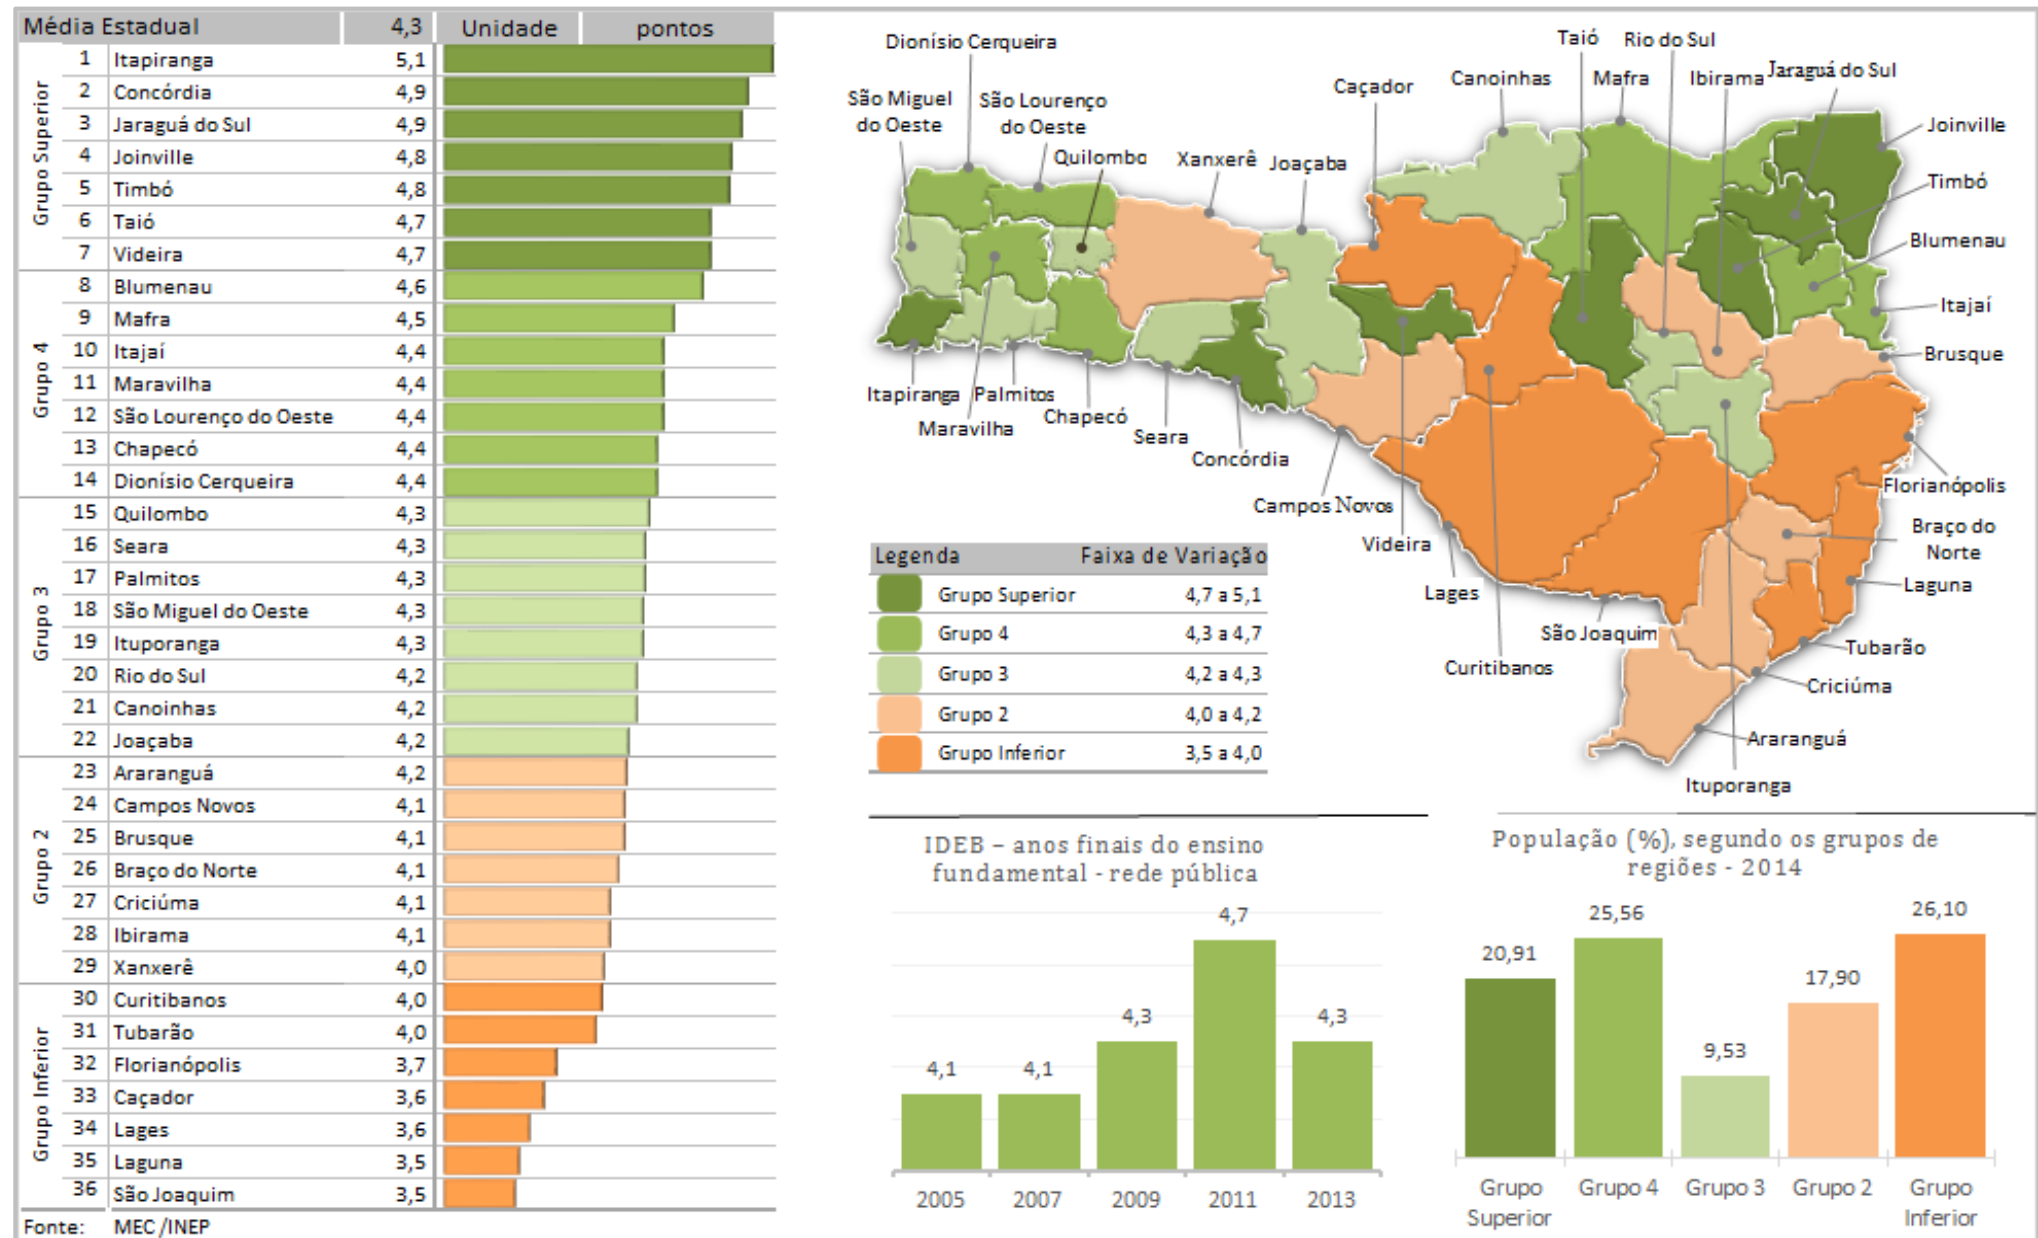 Média Estadual 4,3 Unidade pontos
Grupo Superior
1 Itapiranga 5,1
2 Concórdia 4,9
3 Jaraguá do Sul 4,9
4 Joinville 4,8
5 Timbó 4,8
6 Taió 4,7
7 Videira 4,7
Grupo 4
8 Blumenau 4,6
9 Mafra 4,5
10 Itajaí 4,4
11 Maravilha 4,4
12 São Lourenço do Oeste 4,4
13 Chapecó 4,4
14 Dionísio Cerqueira 4,4
Grupo 3
15 Quilombo 4,3
16 Seara 4,3
17 Palmitos 4,3
18 São Miguel do Oeste 4,3
19 Ituporanga 4,3
20 Rio do Sul 4,2
21 Canoinhas 4,2
22 Joaçaba 4,2
Grupo 2
23 Araranguá 4,2
24 Campos Novos 4,1
25 Brusque 4,1
26 Braço do Norte 4,1
27 Criciúma 4,1
28 Ibirama 4,1
29 Xanxerê 4,0
Grupo Inferior
30 Curitibanos 4,0
31 Tubarão 4,0
32 Florianópolis 3,7
33 Caçador 3,6
34 Lages 3,6
35 Laguna 3,5
36 São Joaquim 3,5
Fonte: MEC/INEP
Dionísio Cerqueira
São Miguel
do Oeste
São Lourenço
do Oeste
Quilombo
Xanxerê
Joaçaba
Caçador
Canoinhas
Taió
Mafra
Rio do Sul
Ibirama
Jaraguá do Sul
Joinville
Timbó
Blumenau
Itajaí
Brusque
Florianópolis
Braço do
Norte
Laguna
Tubarão
Criciúma
Araranguá
Ituporanga
Itapiranga
Palmitos
Maravilha
Chapecó
Seara
Concórdia
Campos Novos
Videira
Lages
São Joaquim
Curitibanos
Legenda Faixa de Variação
Grupo Superior 4,7 a 5,1
Grupo 4 4,3 a 4,7
Grupo 3 4,2 a 4,3
Grupo 2 4,0 a 4,2
Grupo Inferior 3,5 a 4,0
IDEB – anos finais do ensino
fundamental - rede pública
4,1 4,1 4,3 4,7 4,3
2005 2007 2009 2011 2013
População (%), segundo os grupos de
regiões - 2014
20,91 25,56 9,53 17,90 26,10
Grupo Grupo 4 Grupo 3 Grupo 2 Grupo
Superior Inferior